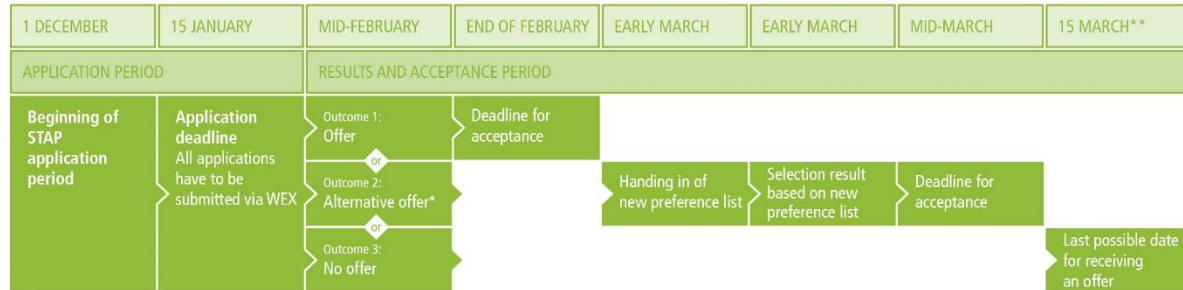 1 DECEMBER
15 JANUARY
MID-FEBRUARY
END OF FEBRUARY
EARLY MARCH
EARLY MARCH
MID-MARCH
15 MARCH**
APPLICATION PERIOD
RESULTS AND ACCEPTANCE PERIOD
Beginning of
STAP
application
period
Application
deadline
All applications
have to be
submitted via WEX
Outcome 1:
Offer
Deadline for
acceptance
or
Outcome 2:
Alternative offer*
Handing in of
new preference list
Selection result
based on new
preference list
Deadline for
acceptance
or
Outcome 3:
No offer
Last possible date
for receiving
an offer